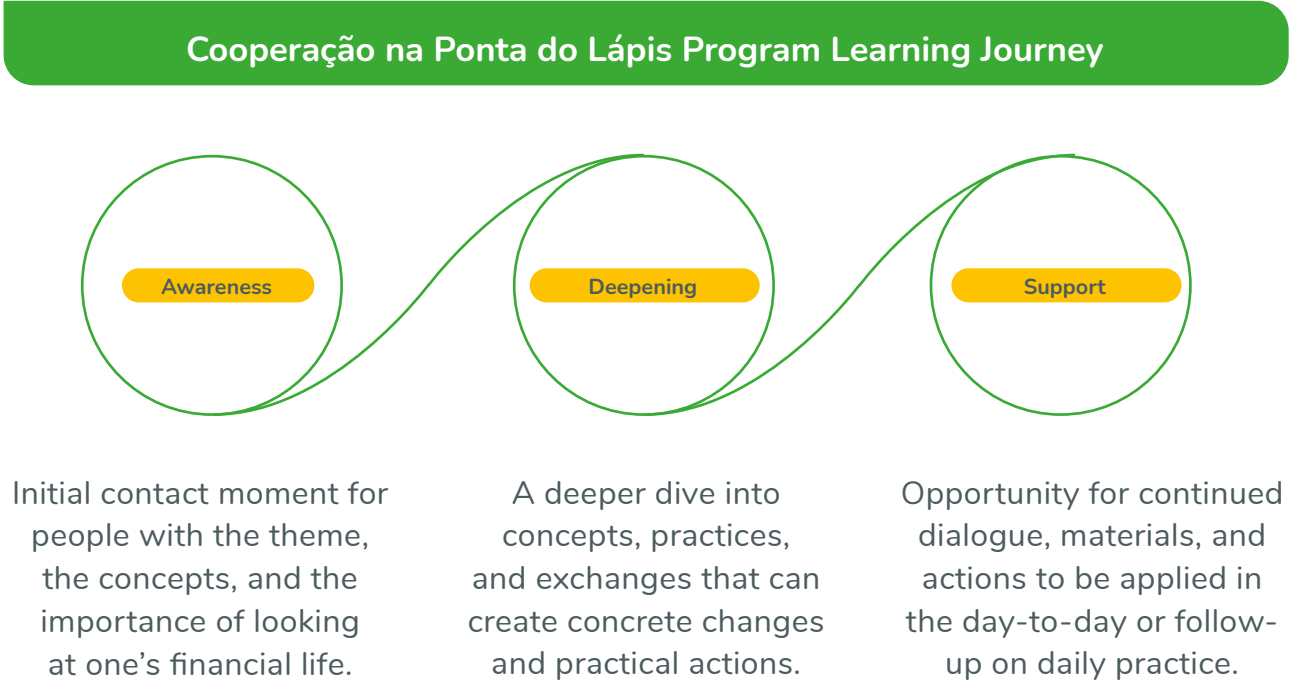 Cooperação na Ponta do Lápis Program Learning Journey
Awareness
Initial contact moment for
people with the theme,
the concepts, and the
importance of looking
at one’s financial life.
Deepening
A deeper dive into
concepts, practices,
and exchanges that can
create concrete changes
and practical actions.
Support
Opportunity for continued
dialogue, materials, and
actions to be applied in
the day-to-day or follow-
up on daily practice.